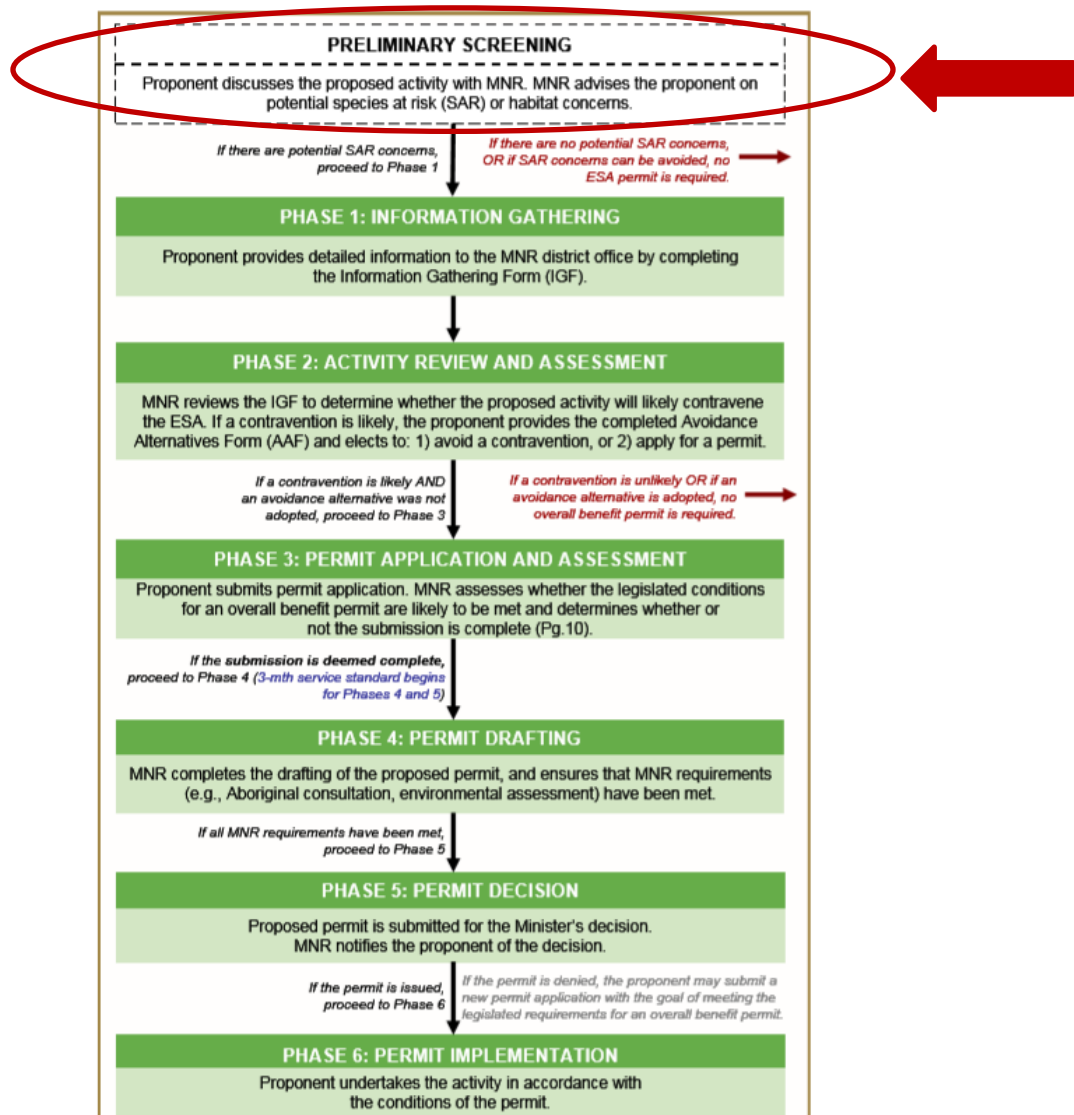 PRELIMINARY SCREENING
Proponent discusses the proposed activity with MNR. MNR advises the proponent on
potential species at risk (SAR) or habitat concerns.
If there are potential SAR concerns,
proceed to Phase 1
If there are no potential SAR concerns,
OR if SAR concerns can be avoided, no
ESA permit is required.
PHASE 1: INFORMATION GATHERING
Proponent provides detailed information to the MNR district office by completing
the Information Gathering Form (IGF).
PHASE 2: ACTIVITY REVIEW AND ASSESSMENT
MNR reviews the IGF to determine whether the proposed activity will likely contravene
the ESA. If a contravention is likely, the proponent provides the completed Avoidance
Alternatives Form (AAF) and elects to: 1) avoid a contravention, or 2) apply for a permit.
If a contravention is likely AND
an avoidance alternative was not
adopted, proceed to Phase 3
If a contravention is unlikely OR if an
avoidance alternative is adopted, no
overall benefit permit is required.
PHASE 3: PERMIT APPLICATION AND ASSESSMENT
Proponent submits permit application. MNR assesses whether the legislated conditions
for an overall benefit permit are likely to be met and determines whether or
not the submission is complete (Pg.10).
If the submission is deemed complete,
proceed to Phase 4 (3-mth service standard begins
for Phases 4 and 5)
PHASE 4: PERMIT DRAFTING
MNR completes the drafting of the proposed permit, and ensures that MNR requirements
(e.g., Aboriginal consultation, environmental assessment) have been met.
If all MNR requirements have been met,
proceed to Phase 5
PHASE 5: PERMIT DECISION
Proposed permit is submitted for the Minister's decision.
MNR notifies the proponent of the decision.
If the permit is issued,
proceed to Phase 6
If the permit is denied, the proponent may submit a
new permit application with the goal of meeting the
legislated requirements for an overall benefit permit.
PHASE 6: PERMIT IMPLEMENTATION
Proponent undertakes the activity in accordance with
the conditions of the permit.